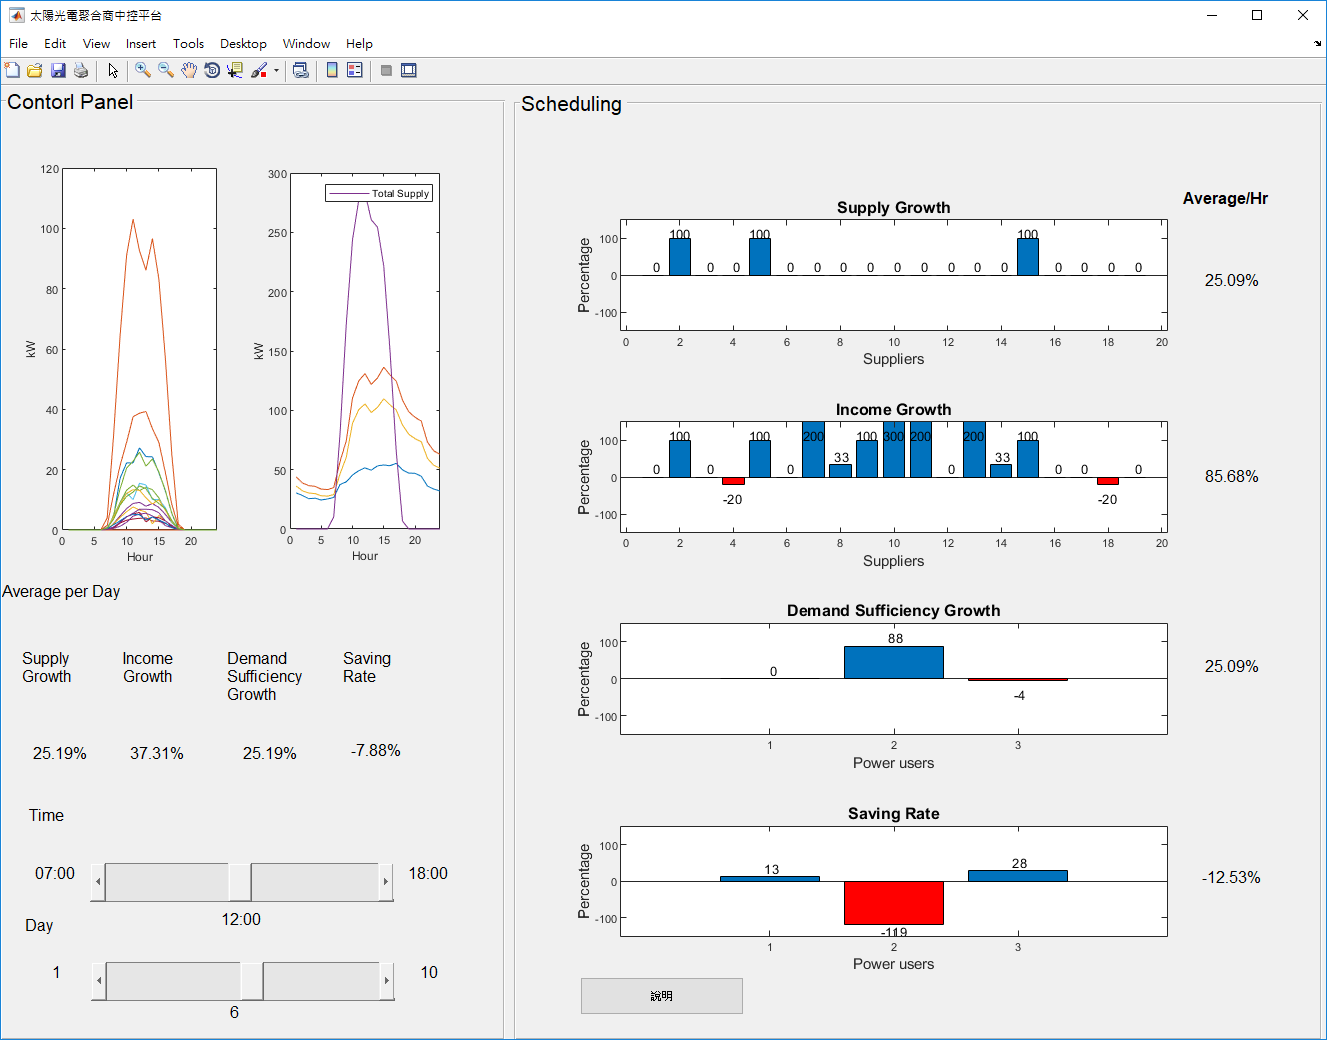 太陽光電聚合商中控平台
File Edit View Insert Tools Desktop Window Help
Contorl Panel
120
100
80
60
40
20
0
kW
0 5 10 15 20
Hour
300
250
200
150
100
50
0
kW
Total Supply
0 5 10 15 20
Hour
Average per Day
Supply
Growth
Income
Growth
Demand
Sufficiency
Growth
Saving
Rate
25.19% 37.31% 25.19% -7.88%
Time
07:00 18:00
12:00
Day
1 10
6
Scheduling
Average/Hr
Supply Growth
Percentage
100
0
-100
0 100 0 0 100 0 0 0 0 0 0 0 0 0 100 0 0 0 0
0 2 4 6 8 10 12 14 16 18 20
Suppliers
25.09%
Income Growth
Percentage
100
0
-100
0 100 0 -20 100 0 200 33 100 300 200 0 200 33 100 0 0 -20 0
0 2 4 6 8 10 12 14 16 18 20
Suppliers
85.68%
Demand Sufficiency Growth
Percentage
100
0
-100
0 88 -4
1 2 3
Power users
25.09%
Saving Rate
Percentage
100
0
-100
13 -119 28
1 2 3
Power users
-12.53%
說明